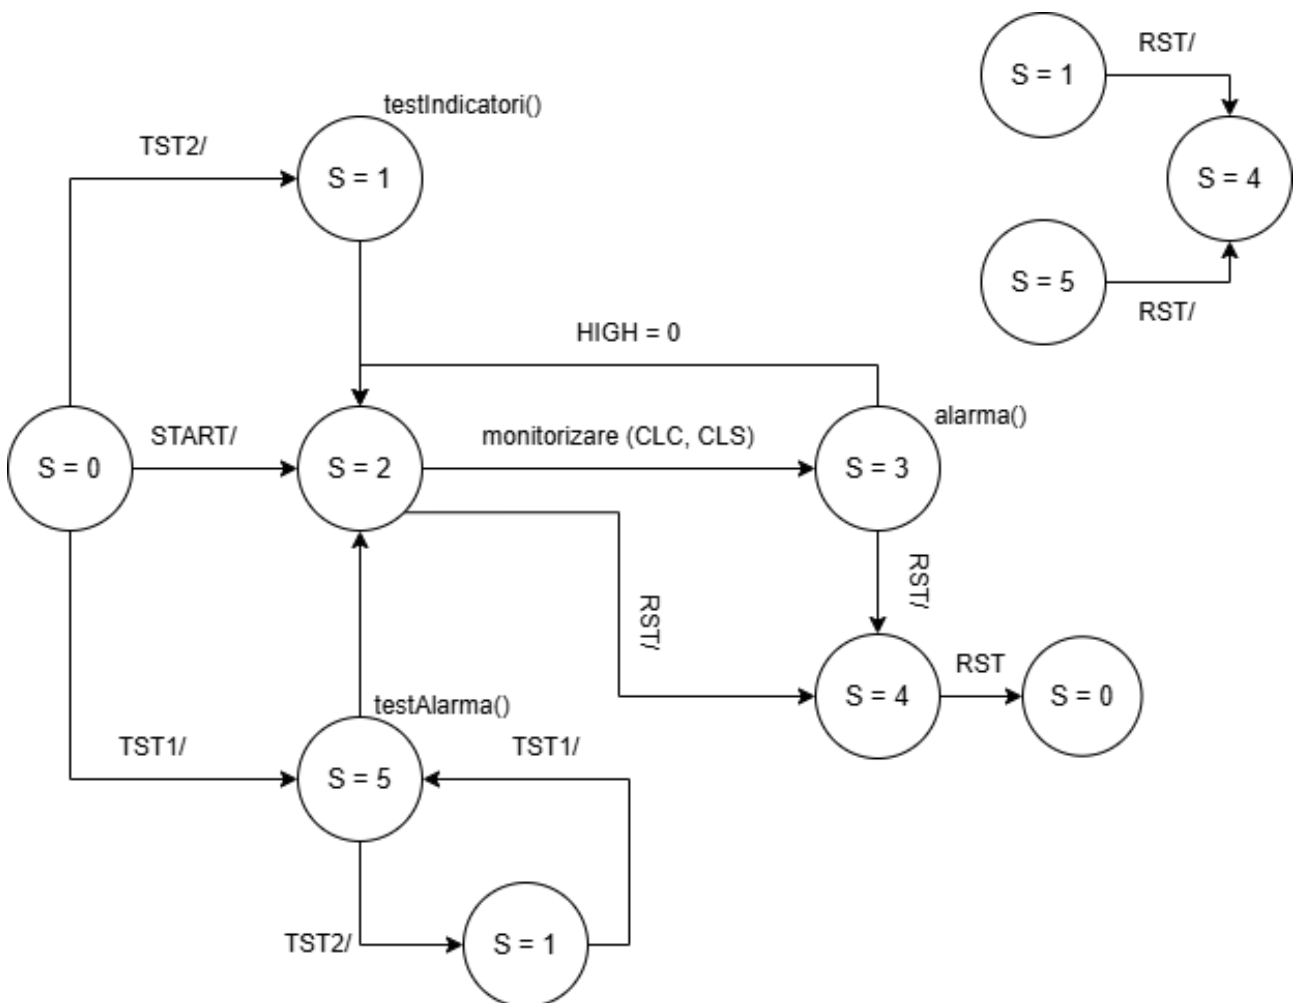 S = 1
RST/
S = 4
S = 5
RST/
testIndicatori()
TST2/
S = 1
HIGH = 0
alarma()
START/
monitorizare (CLC, CLS)
S = 0
S = 2
S = 3
RST/
RST/
RST
S = 4
S = 0
testAlarma()
TST1/
TST1/
S = 5
TST2/
S = 1